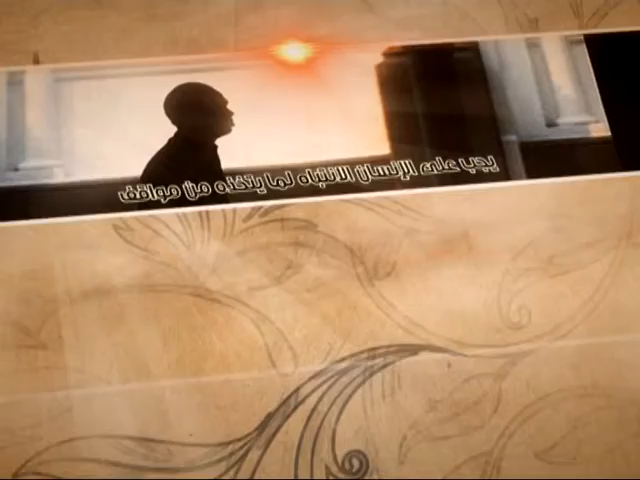 يجب على الإنسان الانتباه لما يتخذه من مواقف